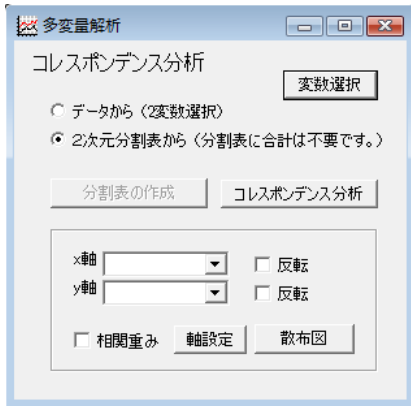 多変量解析
コレスポンデンス分析
変数選択
データから（2変数選択）
2次元分割表から（分割表に合計は不要です。）
分割表の作成
コレスポンデンス分析
x軸
反転
y軸
反転
相関重み
軸設定
散布図